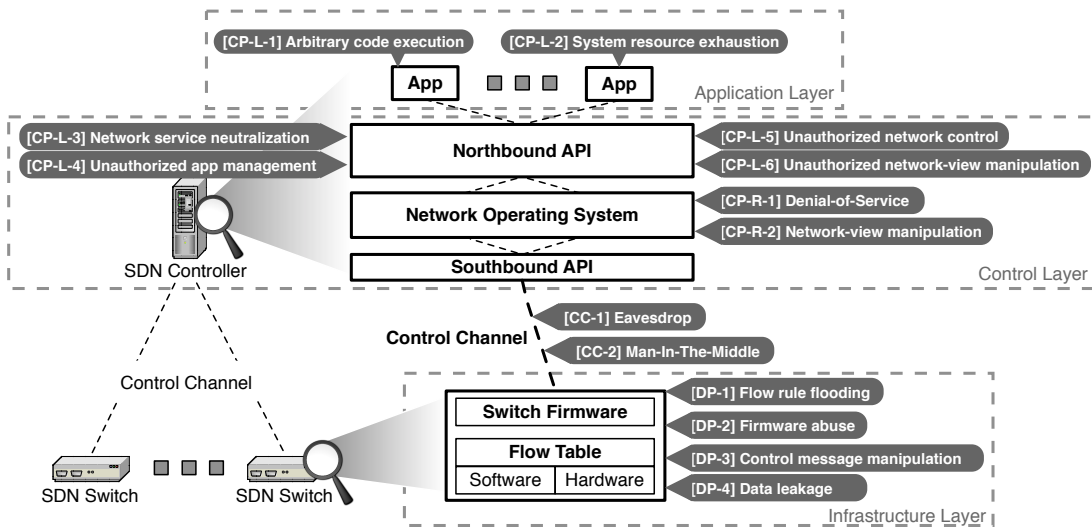 [CP-L-1] Arbitrary code execution
[CP-L-2] System resource exhaustion
App
App
Application Layer
[CP-L-3] Network service neutralization
[CP-L-4] Unauthorized app management
Northbound API
[CP-L-5] Unauthorized network control
[CP-L-6] Unauthorized network-view manipulation
Network Operating System
[CP-R-1] Denial-of-Service
[CP-R-2] Network-view manipulation
SDN Controller
Southbound API
Control Layer
[CC-1] Eavesdrop
Control Channel
[CC-2] Man-In-The-Middle
Control Channel
Switch Firmware
Flow Table
Software
Hardware
[DP-1] Flow rule flooding
[DP-2] Firmware abuse
[DP-3] Control message manipulation
[DP-4] Data leakage
SDN Switch
SDN Switch
Infrastructure Layer